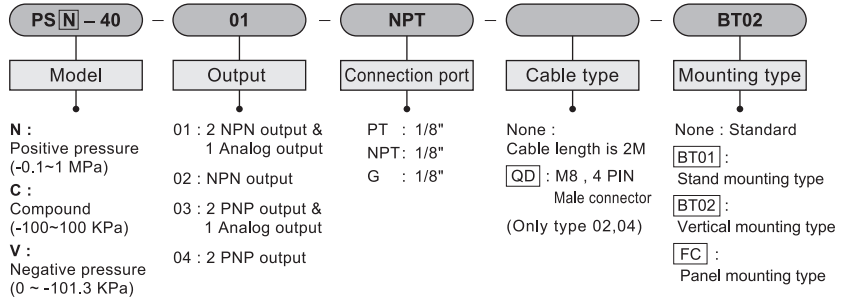 PS N – 40 – 01 – NPT – – BT02
Model
Output
Connection port
Cable type
Mounting type
N :
Positive pressure
(-0.1~1 MPa)
C :
Compound
(-100~100 KPa)
V :
Negative pressure
(0 ~ -101.3 KPa)
01 : 2 NPN output &
1 Analog output
02 : NPN output
03 : 2 PNP output &
1 Analog output
04 : 2 PNP output
PT : 1/8"
NPT : 1/8"
G : 1/8"
None :
Cable length is 2M
QD : M8 , 4 PIN
Male connector
(Only type 02,04)
None : Standard
BT01 :
Stand mounting type
BT02 :
Vertical mounting type
FC :
Panel mounting type